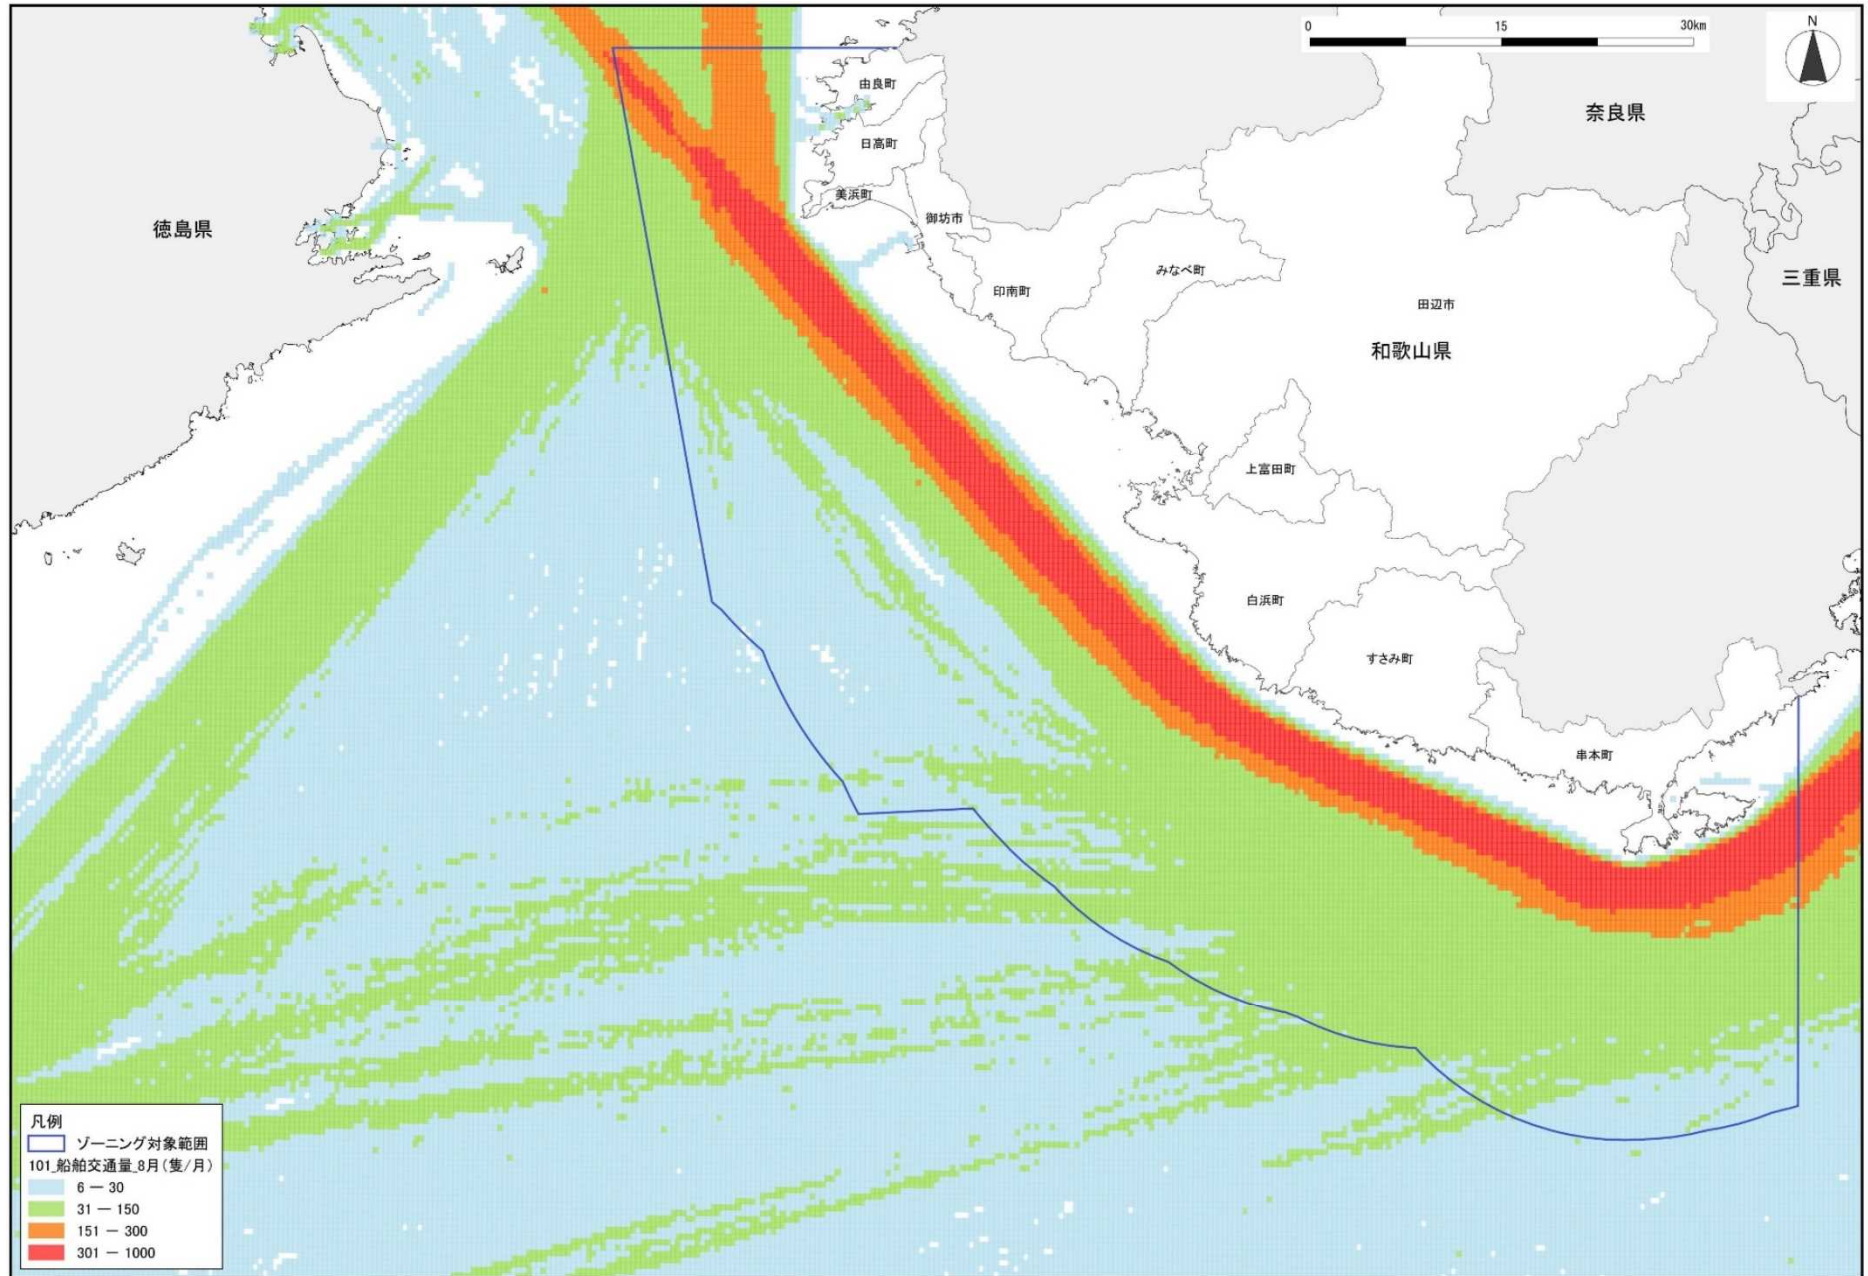 0 15 30km
N
由良町
奈良県
日高町
美浜町
御坊市
徳島県
みなべ町
三重県
印南町
田辺市
和歌山県
上富田町
白浜町
すさみ町
串本町
凡例
ゾーニング対象範囲
101_船舶交通量_8月(隻/月)
6 － 30
31 － 150
151 － 300
301 － 1000